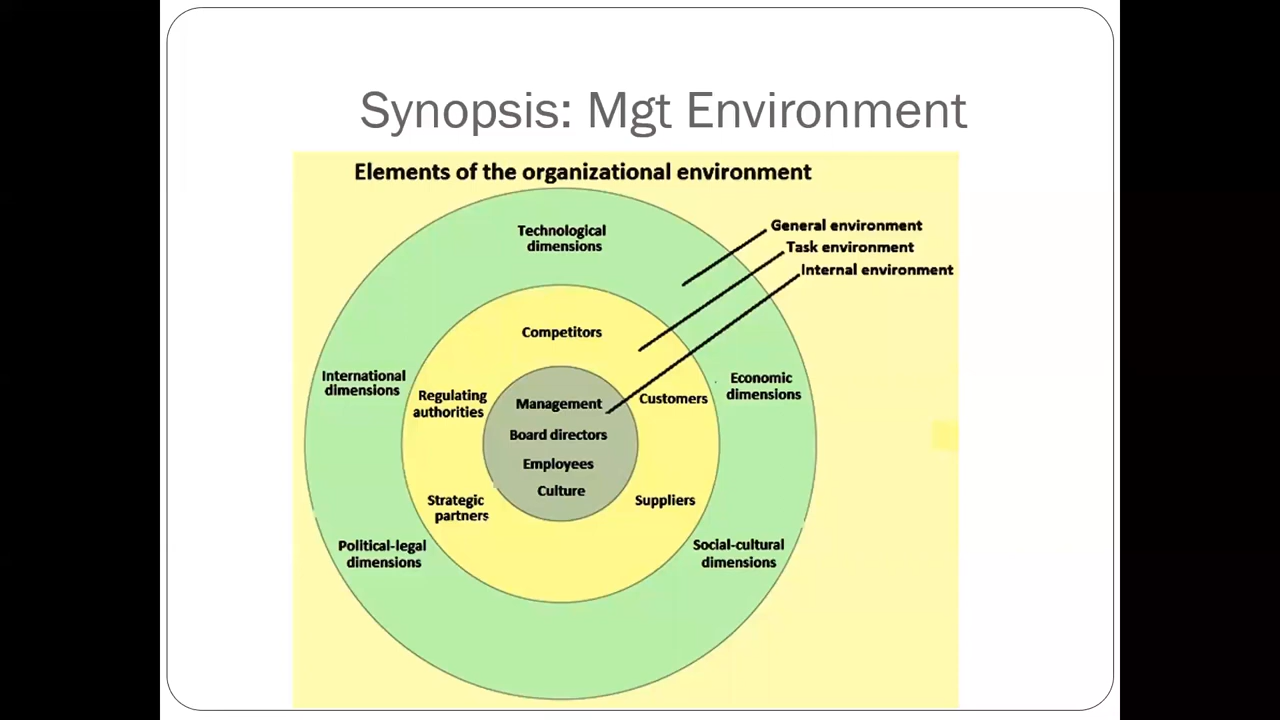 Synopsis: Mgt Environment
Elements of the organizational environment
General environment
Task environment
Internal environment
Technological
dimensions
Competitors
International
dimensions
Regulating
authorities
Management
Customers
Economic
dimensions
Board directors
Employees
Culture
Strategic
partners
Suppliers
Political-legal
dimensions
Social-cultural
dimensions